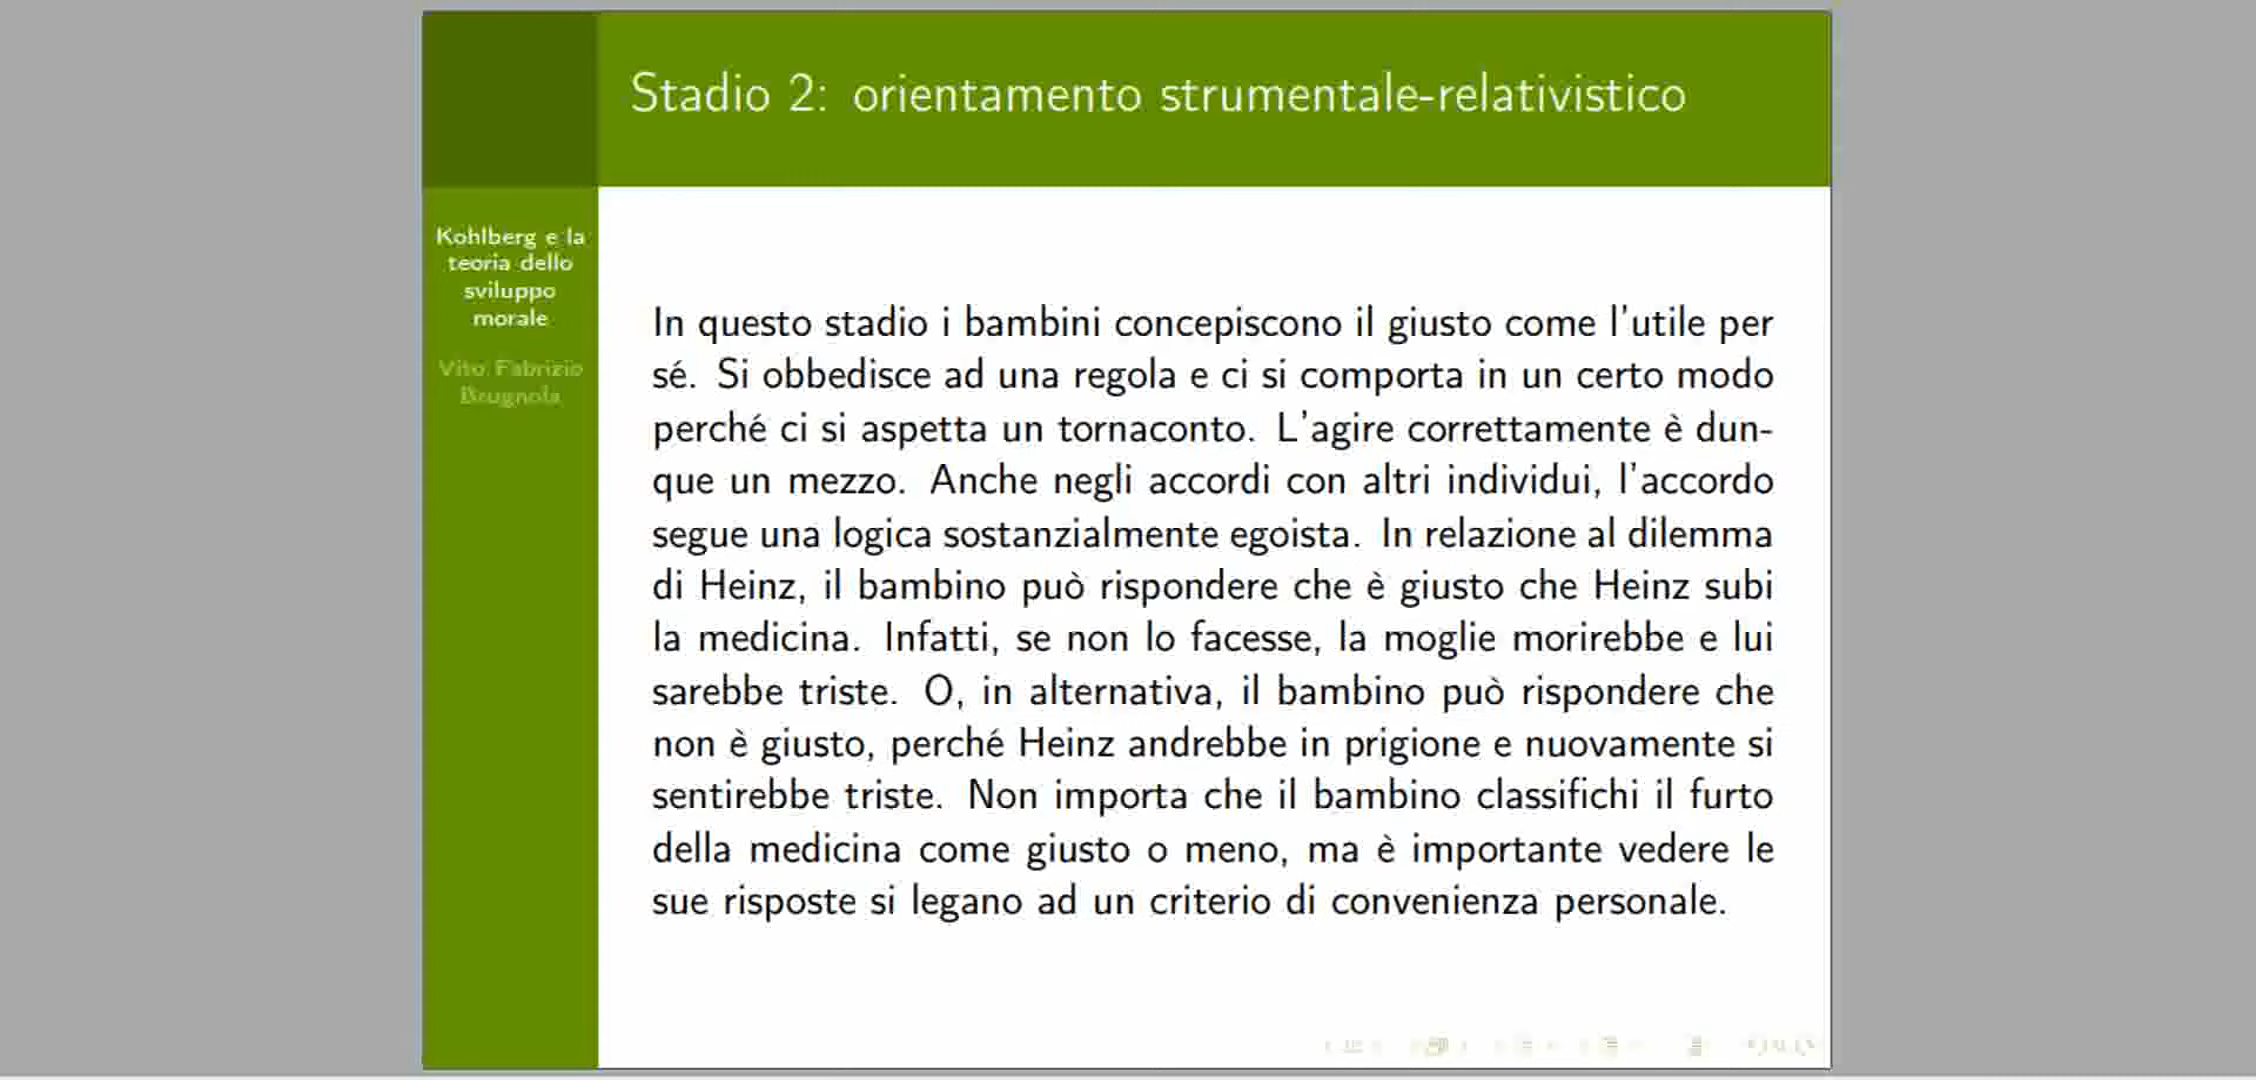 Stadio 2: orientamento strumentale-relativistico
Kohlberg e la
teoria dello
sviluppo
morale
Vito Fabrizio
Brugnola
In questo stadio i bambini concepiscono il giusto come l'utile per
sé. Si obbedisce ad una regola e ci si comporta in un certo modo
perché ci si aspetta un tornaconto. L'agire correttamente è dun-
que un mezzo. Anche negli accordi con altri individui, l'accordo
segue una logica sostanzialmente egoista. In relazione al dilemma
di Heinz, il bambino può rispondere che è giusto che Heinz subi
la medicina. Infatti, se non lo facesse, la moglie morirebbe e lui
sarebbe triste. O, in alternativa, il bambino può rispondere che
non è giusto, perché Heinz andrebbe in prigione e nuovamente si
sentirebbe triste. Non importa che il bambino classifichi il furto
della medicina come giusto o meno, ma è importante vedere le
sue risposte si legano ad un criterio di convenienza personale.